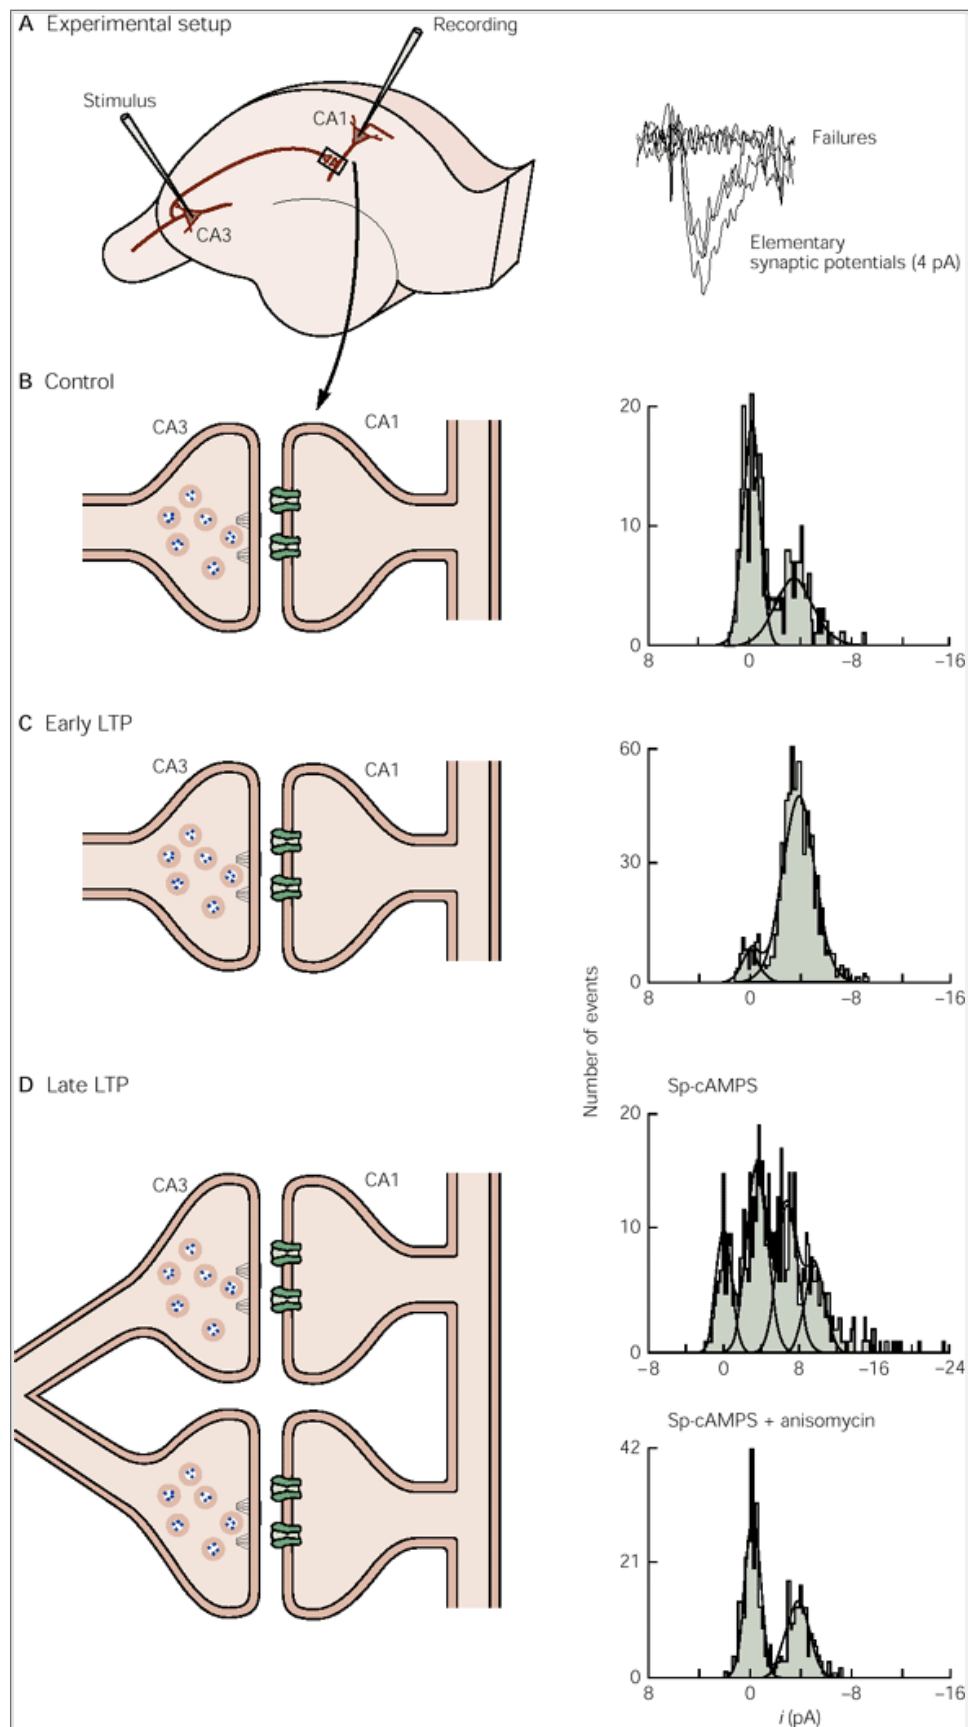 A Experimental setup
Recording
Stimulus
CA1
CA3
Failures
Elementary
synaptic potentials (4 pA)
B Control
CA3
CA1
20
10
0
8 0 −8 −16
C Early LTP
CA3
CA1
60
30
0
8 0 −8 −16
Number of events
D Late LTP
CA3
CA1
Sp-cAMPS
20
10
0
−8 0 8 −16 −24
Sp-cAMPS + anisomycin
42
21
0
8 0 −8 −16
i (pA)